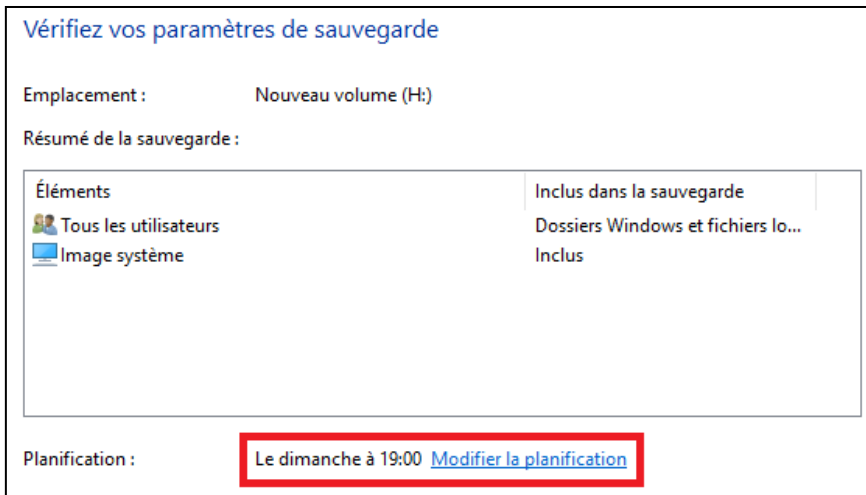 Vérifiez vos paramètres de sauvegarde
Emplacement : Nouveau volume (H:)
Résumé de la sauvegarde :
Éléments Inclus dans la sauvegarde
Tous les utilisateurs Dossiers Windows et fichiers lo...
Image système Inclus
Planification : Le dimanche à 19:00 Modifier la planification